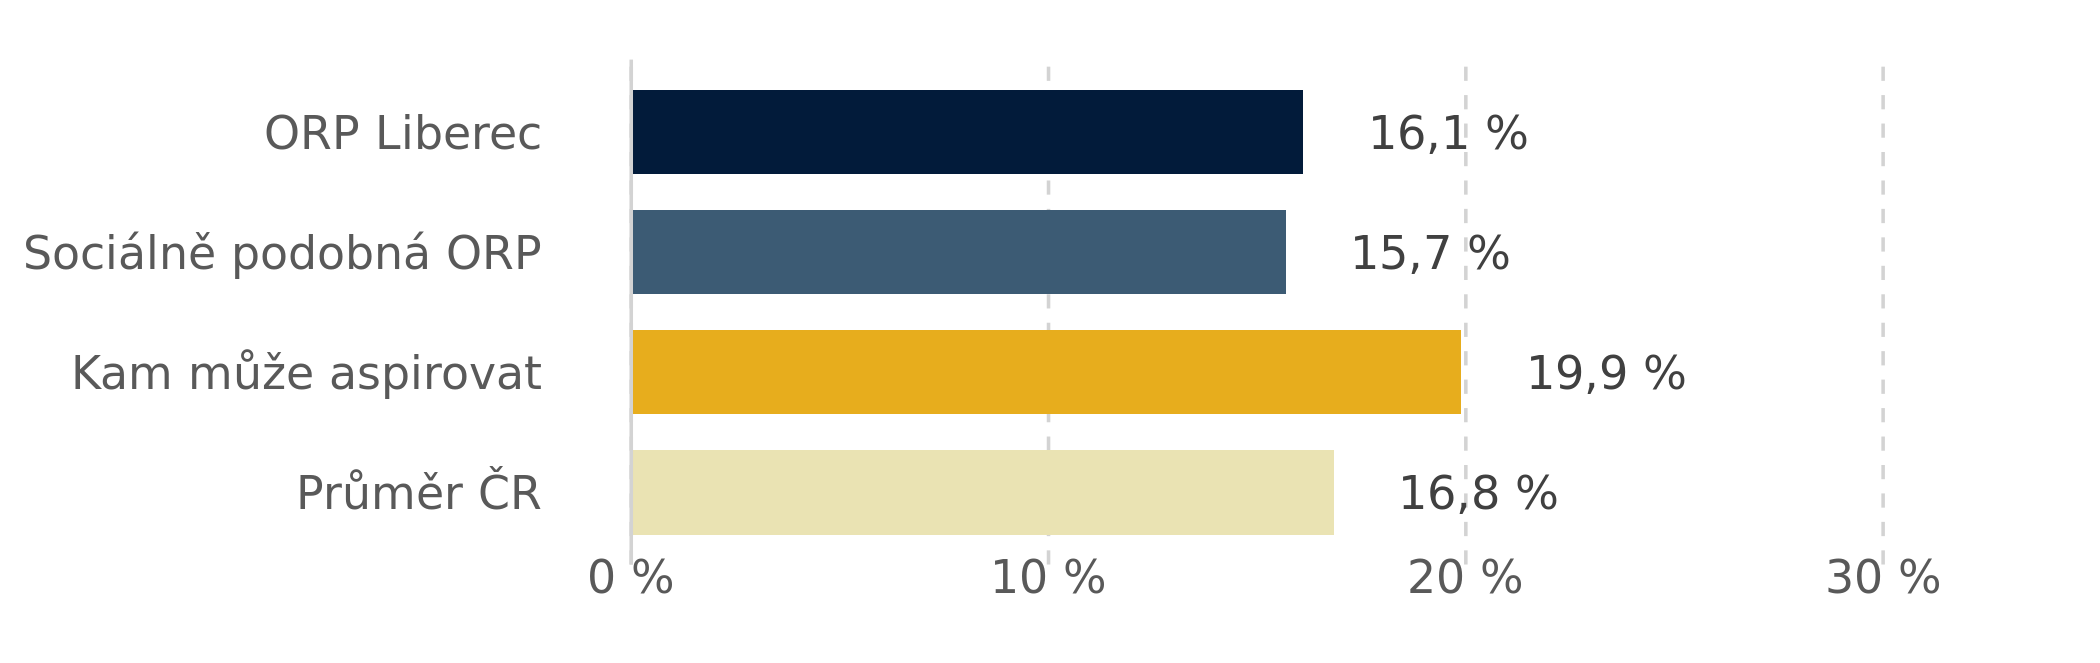 ORP Liberec 16,1 %
Sociálně podobná ORP 15,7 %
Kam může aspirovat 19,9 %
Průměr ČR 16,8 %
0 % 10 % 20 % 30 %